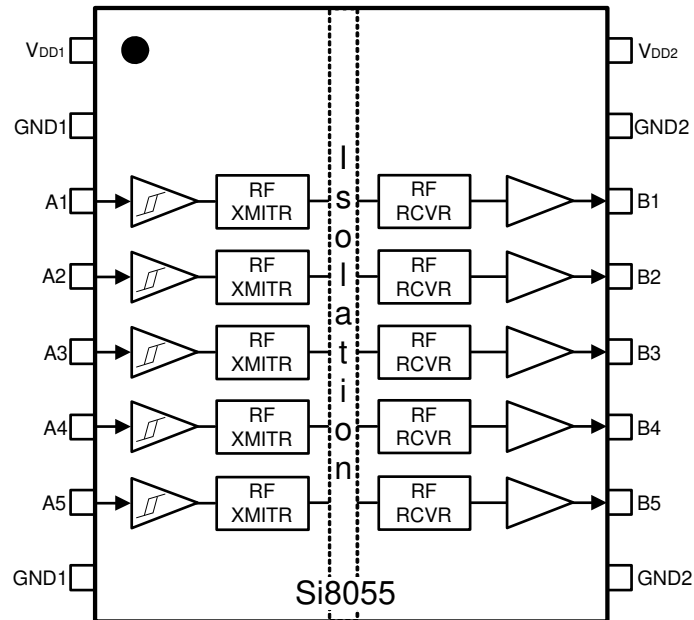 VDD1
VDD2
GND1
GND2
A1
RF
XMITR
RF
RCVR
B1
A2
RF
XMITR
RF
RCVR
B2
A3
RF
XMITR
RF
RCVR
B3
A4
RF
XMITR
RF
RCVR
B4
A5
RF
XMITR
RF
RCVR
B5
Isolation
GND1
GND2
Si8055